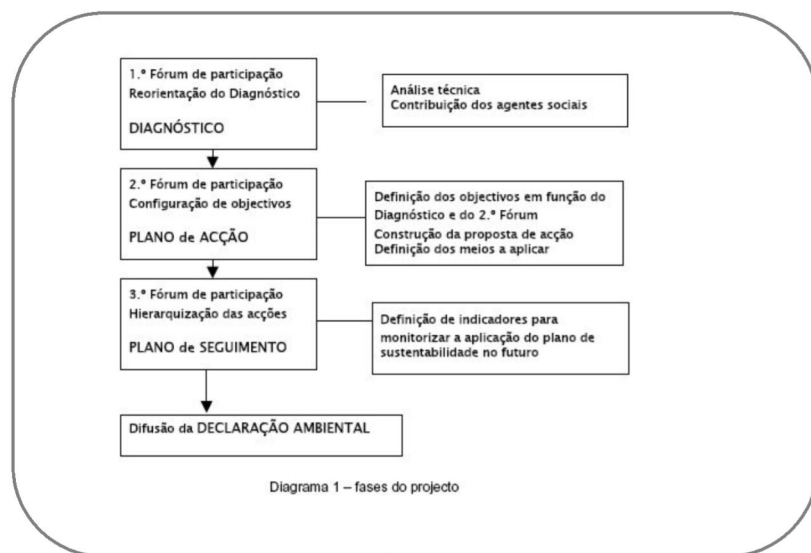 1.º Fórum de participação
Reorientação do Diagnóstico
DIAGNÓSTICO
Análise técnica
Contribuição dos agentes sociais
2.º Fórum de participação
Configuração de objectivos
PLANO de ACÇÃO
Definição dos objectivos em função do
Diagnóstico e do 2.º Fórum
Construção da proposta de acção
Definição dos meios a aplicar
3.º Fórum de participação
Hierarquização das acções
PLANO de SEGUIMENTO
Definição de indicadores para
monitorizar a aplicação do plano de
sustentabilidade no futuro
Difusão da DECLARAÇÃO AMBIENTAL
Diagrama 1 – fases do projecto